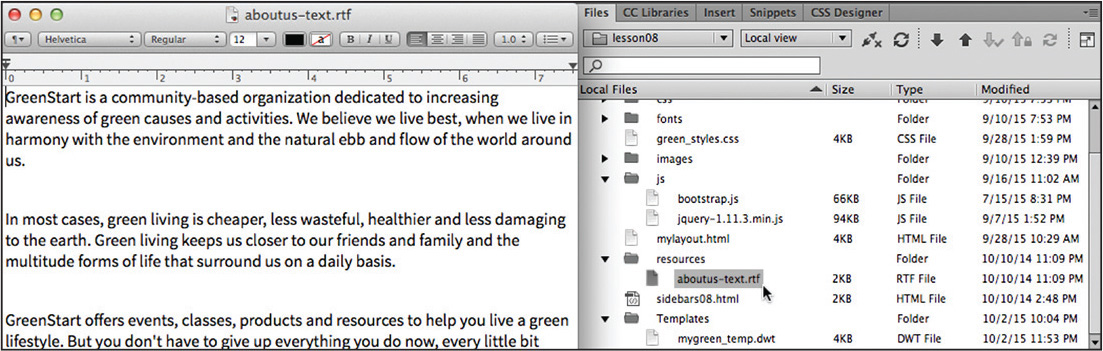 aboutus-text.rtf
¶ Helvetica Regular 12 a B I U 1.0
0 1 2 3 4 5 6 7
GreenStart is a community-based organization dedicated to increasing
awareness of green causes and activities. We believe we live best, when we live in
harmony with the environment and the natural ebb and flow of the world around
us.
In most cases, green living is cheaper, less wasteful, healthier and less damaging
to the earth. Green living keeps us closer to our friends and family and the
multitude forms of life that surround us on a daily basis.
GreenStart offers events, classes, products and resources to help you live a green
lifestyle. But you don't have to give up everything you do now, every little bit
Files CC Libraries Insert Snippets CSS Designer
lesson08 Local view
Local Files Size Type Modified
css Folder 9/10/15 7:53 PM
fonts Folder 9/10/15 7:53 PM
green_styles.css 4KB CSS File 9/28/15 1:59 PM
images Folder 9/10/15 12:39 PM
js Folder 9/16/15 11:02 AM
bootstrap.js 66KB JS File 7/15/15 8:31 PM
jquery-1.11.3.min.js 94KB JS File 9/7/15 1:52 PM
mylayout.html 4KB HTML File 9/28/15 10:29 AM
resources Folder 10/10/14 11:09 PM
aboutus-text.rtf 2KB RTF File 10/10/14 11:09 PM
sidebars08.html 2KB HTML File 10/10/14 2:48 PM
Templates Folder 10/2/15 10:04 PM
mygreen_temp.dwt 4KB DWT File 10/2/15 11:53 PM